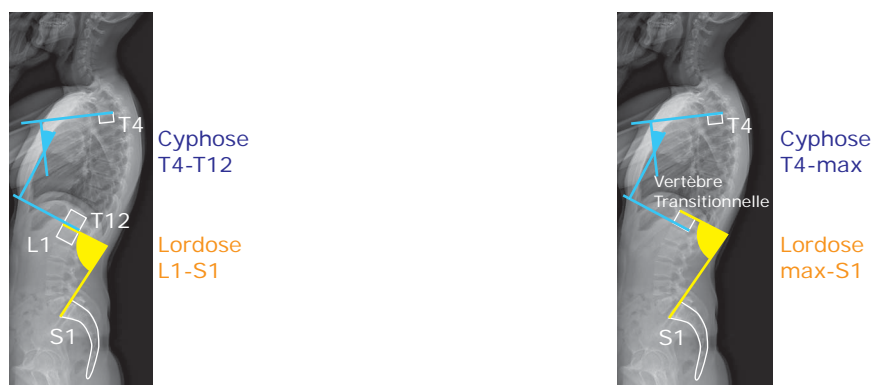 T4
Cyphose
T4-T12
T12
L1
Lordose
L1-S1
S1
T4
Cyphose
T4-max
Vertèbre
Transitionnelle
Lordose
max-S1
S1